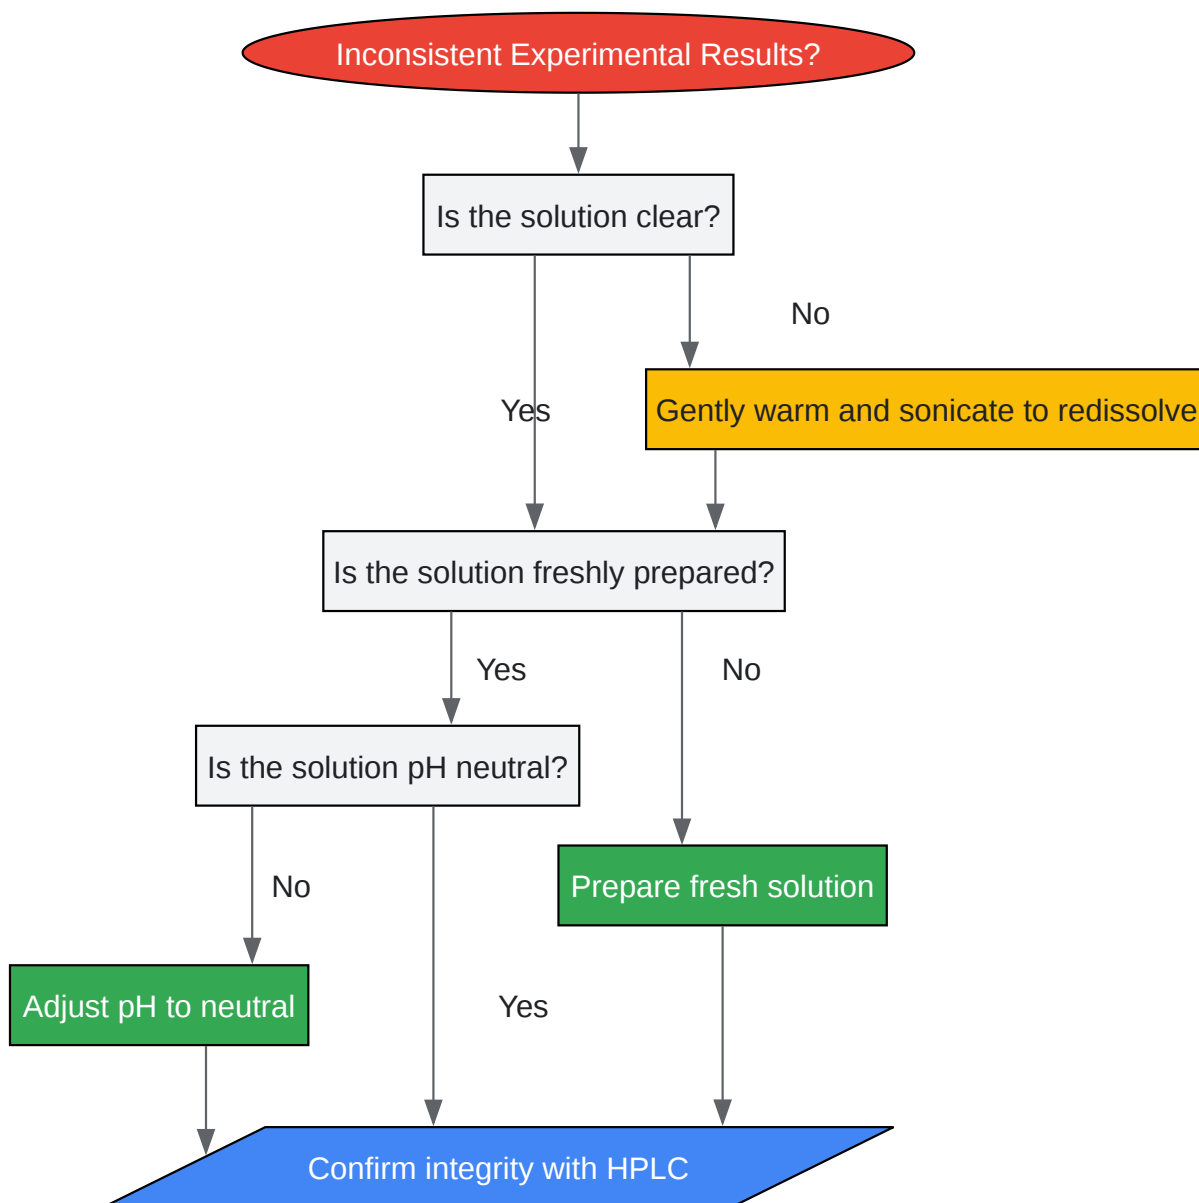 Inconsistent Experimental Results?
Is the solution clear?
No
Yes
Gently warm and sonicate to redissolve
Is the solution freshly prepared?
Yes
No
Is the solution pH neutral?
No
Prepare fresh solution
Adjust pH to neutral
Yes
Confirm integrity with HPLC